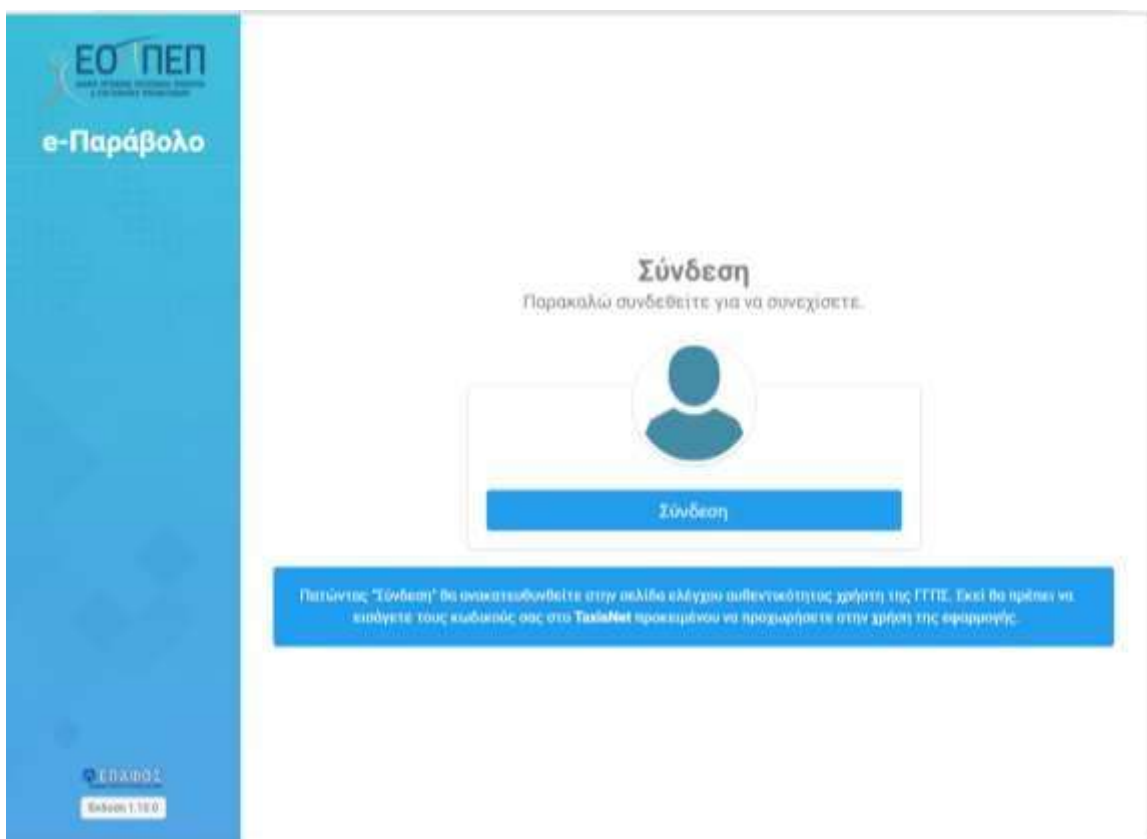 ΕΟΠΠΕΠ
e-Παράβολο
Σύνδεση
Παρακαλώ συνδεθείτε για να συνεχίσετε.
Σύνδεση
Πατώντας "Σύνδεση" θα ανακατευθυνθείτε στην σελίδα ελέγχου αυθεντικότητας χρήστη της ΓΓΠΣ. Εκεί θα πρέπει να
εισάγετε τους κωδικούς σας στο TaxisNet προκειμένου να προχωρήσετε στην χρήση της εφαρμογής.
ΕΠΑΦΟΣ
Έκδοση 1.10.0